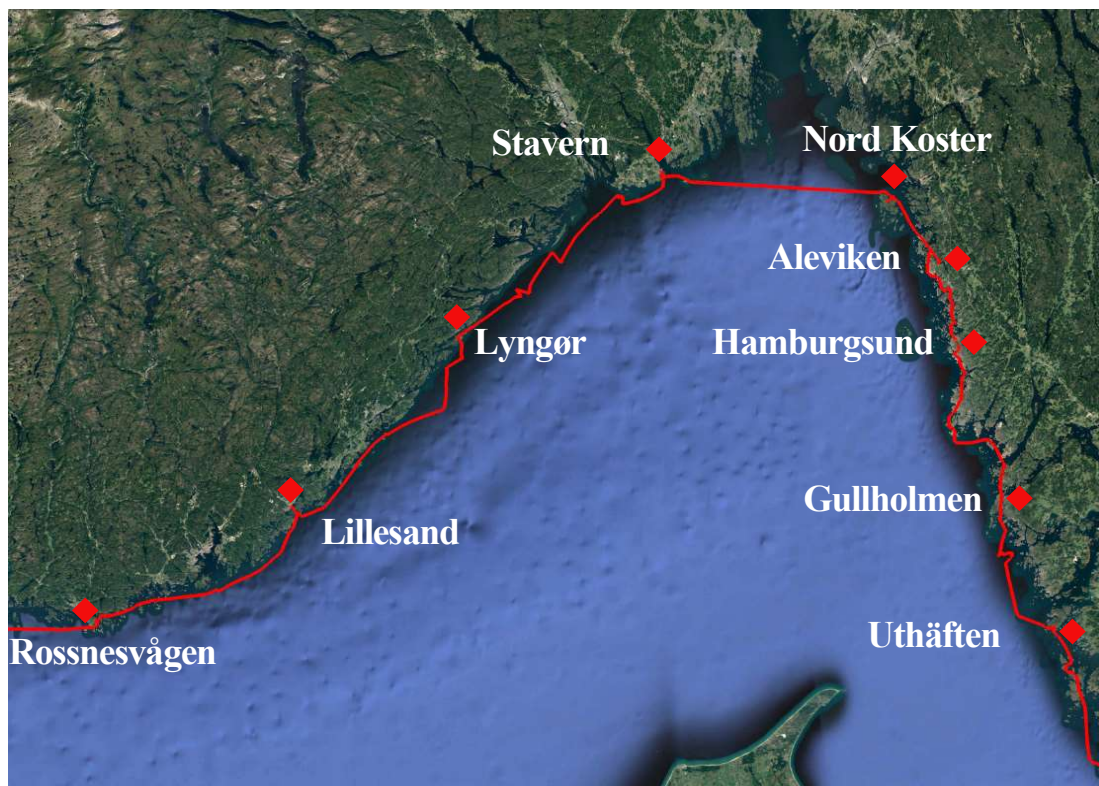 Stavern
Nord Koster
Aleviken
Lyngør
Hamburgsund
Gullholmen
Lillesand
Uthäften
Rossnesvågen